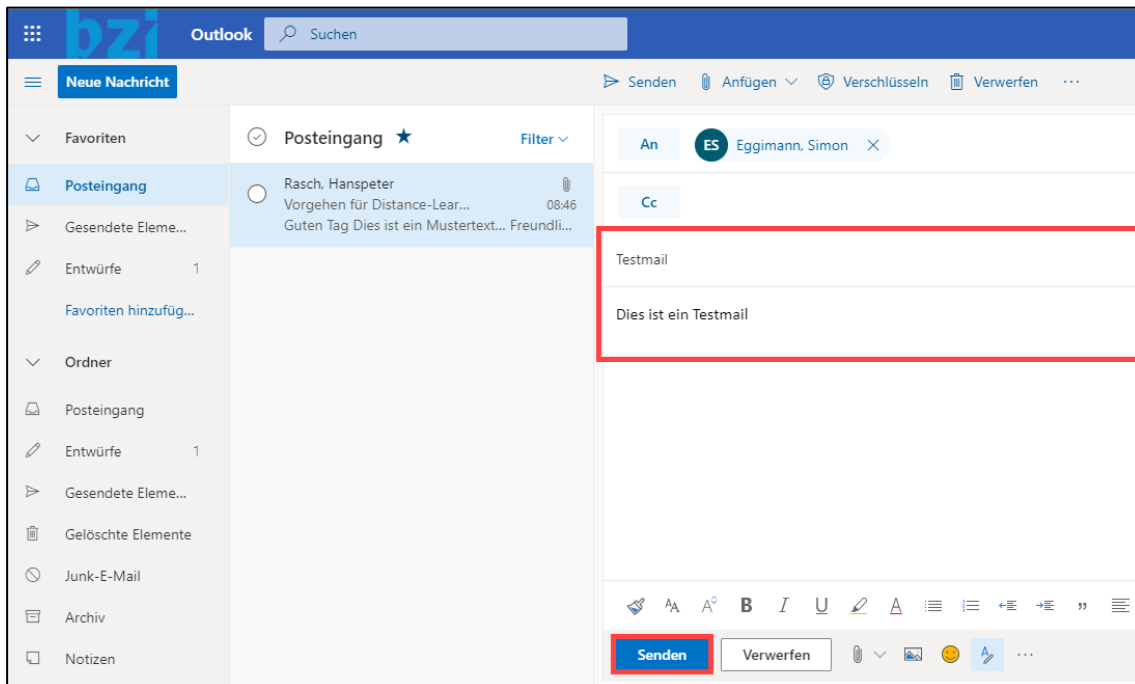 bzi Outlook Suchen
Neue Nachricht Senden Anfügen Verschlüsseln Verwerfen ...
Favoriten
Posteingang
Gesendete Eleme...
Entwürfe 1
Favoriten hinzufüg...
Ordner
Posteingang
Entwürfe 1
Gesendete Eleme...
Gelöschte Elemente
Junk-E-Mail
Archiv
Notizen
Posteingang Filter
Rasch, Hanspeter
Vorgehen für Distance-Lear... 08:46
Guten Tag Dies ist ein Mustertext... Freundli...
An ES Eggimann, Simon
Cc
Testmail
Dies ist ein Testmail
B I U A
Senden Verwerfen ...